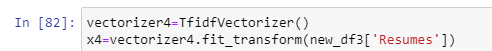 In [82]: vectorizer4=TfidfVectorizer()
x4=vectorizer4.fit_transform(new_df3['Resumes'])